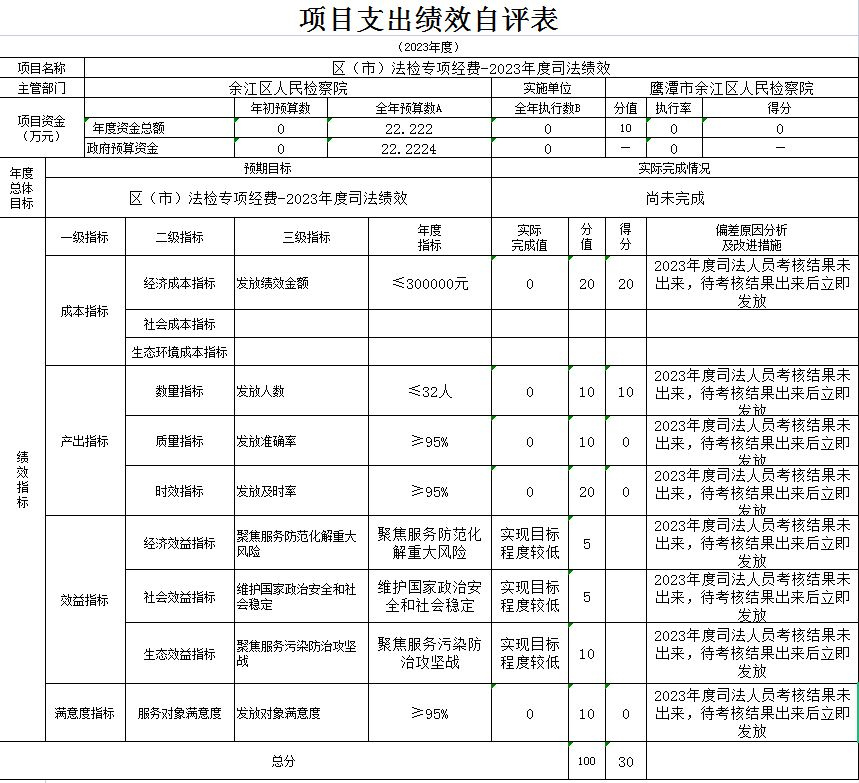 项目支出绩效自评表
（2023年度）
项目名称 区（市）法检专项经费-2023年度司法绩效
主管部门 余江区人民检察院 实施单位 鹰潭市余江区人民检察院
项目资金（万元） 年初预算数 全年预算数A 全年执行数B 分值 执行率 得分
年度资金总额 0 22.222 0 10 0 0
政府预算资金 0 22.2224 0 — 0 —
年度总体目标 预期目标 实际完成情况
区（市）法检专项经费-2023年度司法绩效 尚未完成
绩效指标 一级指标 二级指标 三级指标 年度指标 实际完成值 分值 得分 偏差原因分析及改进措施
成本指标 经济成本指标 发放绩效金额 ≤300000元 0 20 20 2023年度司法人员考核结果未出来，待考核结果出来后立即发放
社会成本指标
生态环境成本指标
产出指标 数量指标 发放人数 ≤32人 0 10 10 2023年度司法人员考核结果未出来，待考核结果出来后立即发放
质量指标 发放准确率 ≥95% 0 10 0 2023年度司法人员考核结果未出来，待考核结果出来后立即发放
时效指标 发放及时率 ≥95% 0 20 0 2023年度司法人员考核结果未出来，待考核结果出来后立即发放
效益指标 经济效益指标 聚焦服务防范化解重大风险 聚焦服务防范化解重大风险 实现目标程度较低 5 2023年度司法人员考核结果未出来，待考核结果出来后立即发放
社会效益指标 维护国家政治安全和社会稳定 维护国家政治安全和社会稳定 实现目标程度较低 5 2023年度司法人员考核结果未出来，待考核结果出来后立即发放
生态效益指标 聚焦服务污染防治攻坚战 聚焦服务污染防治攻坚战 实现目标程度较低 10 2023年度司法人员考核结果未出来，待考核结果出来后立即发放
满意度指标 服务对象满意度 发放对象满意度 ≥95% 0 10 0 2023年度司法人员考核结果未出来，待考核结果出来后立即发放
总分 100 30